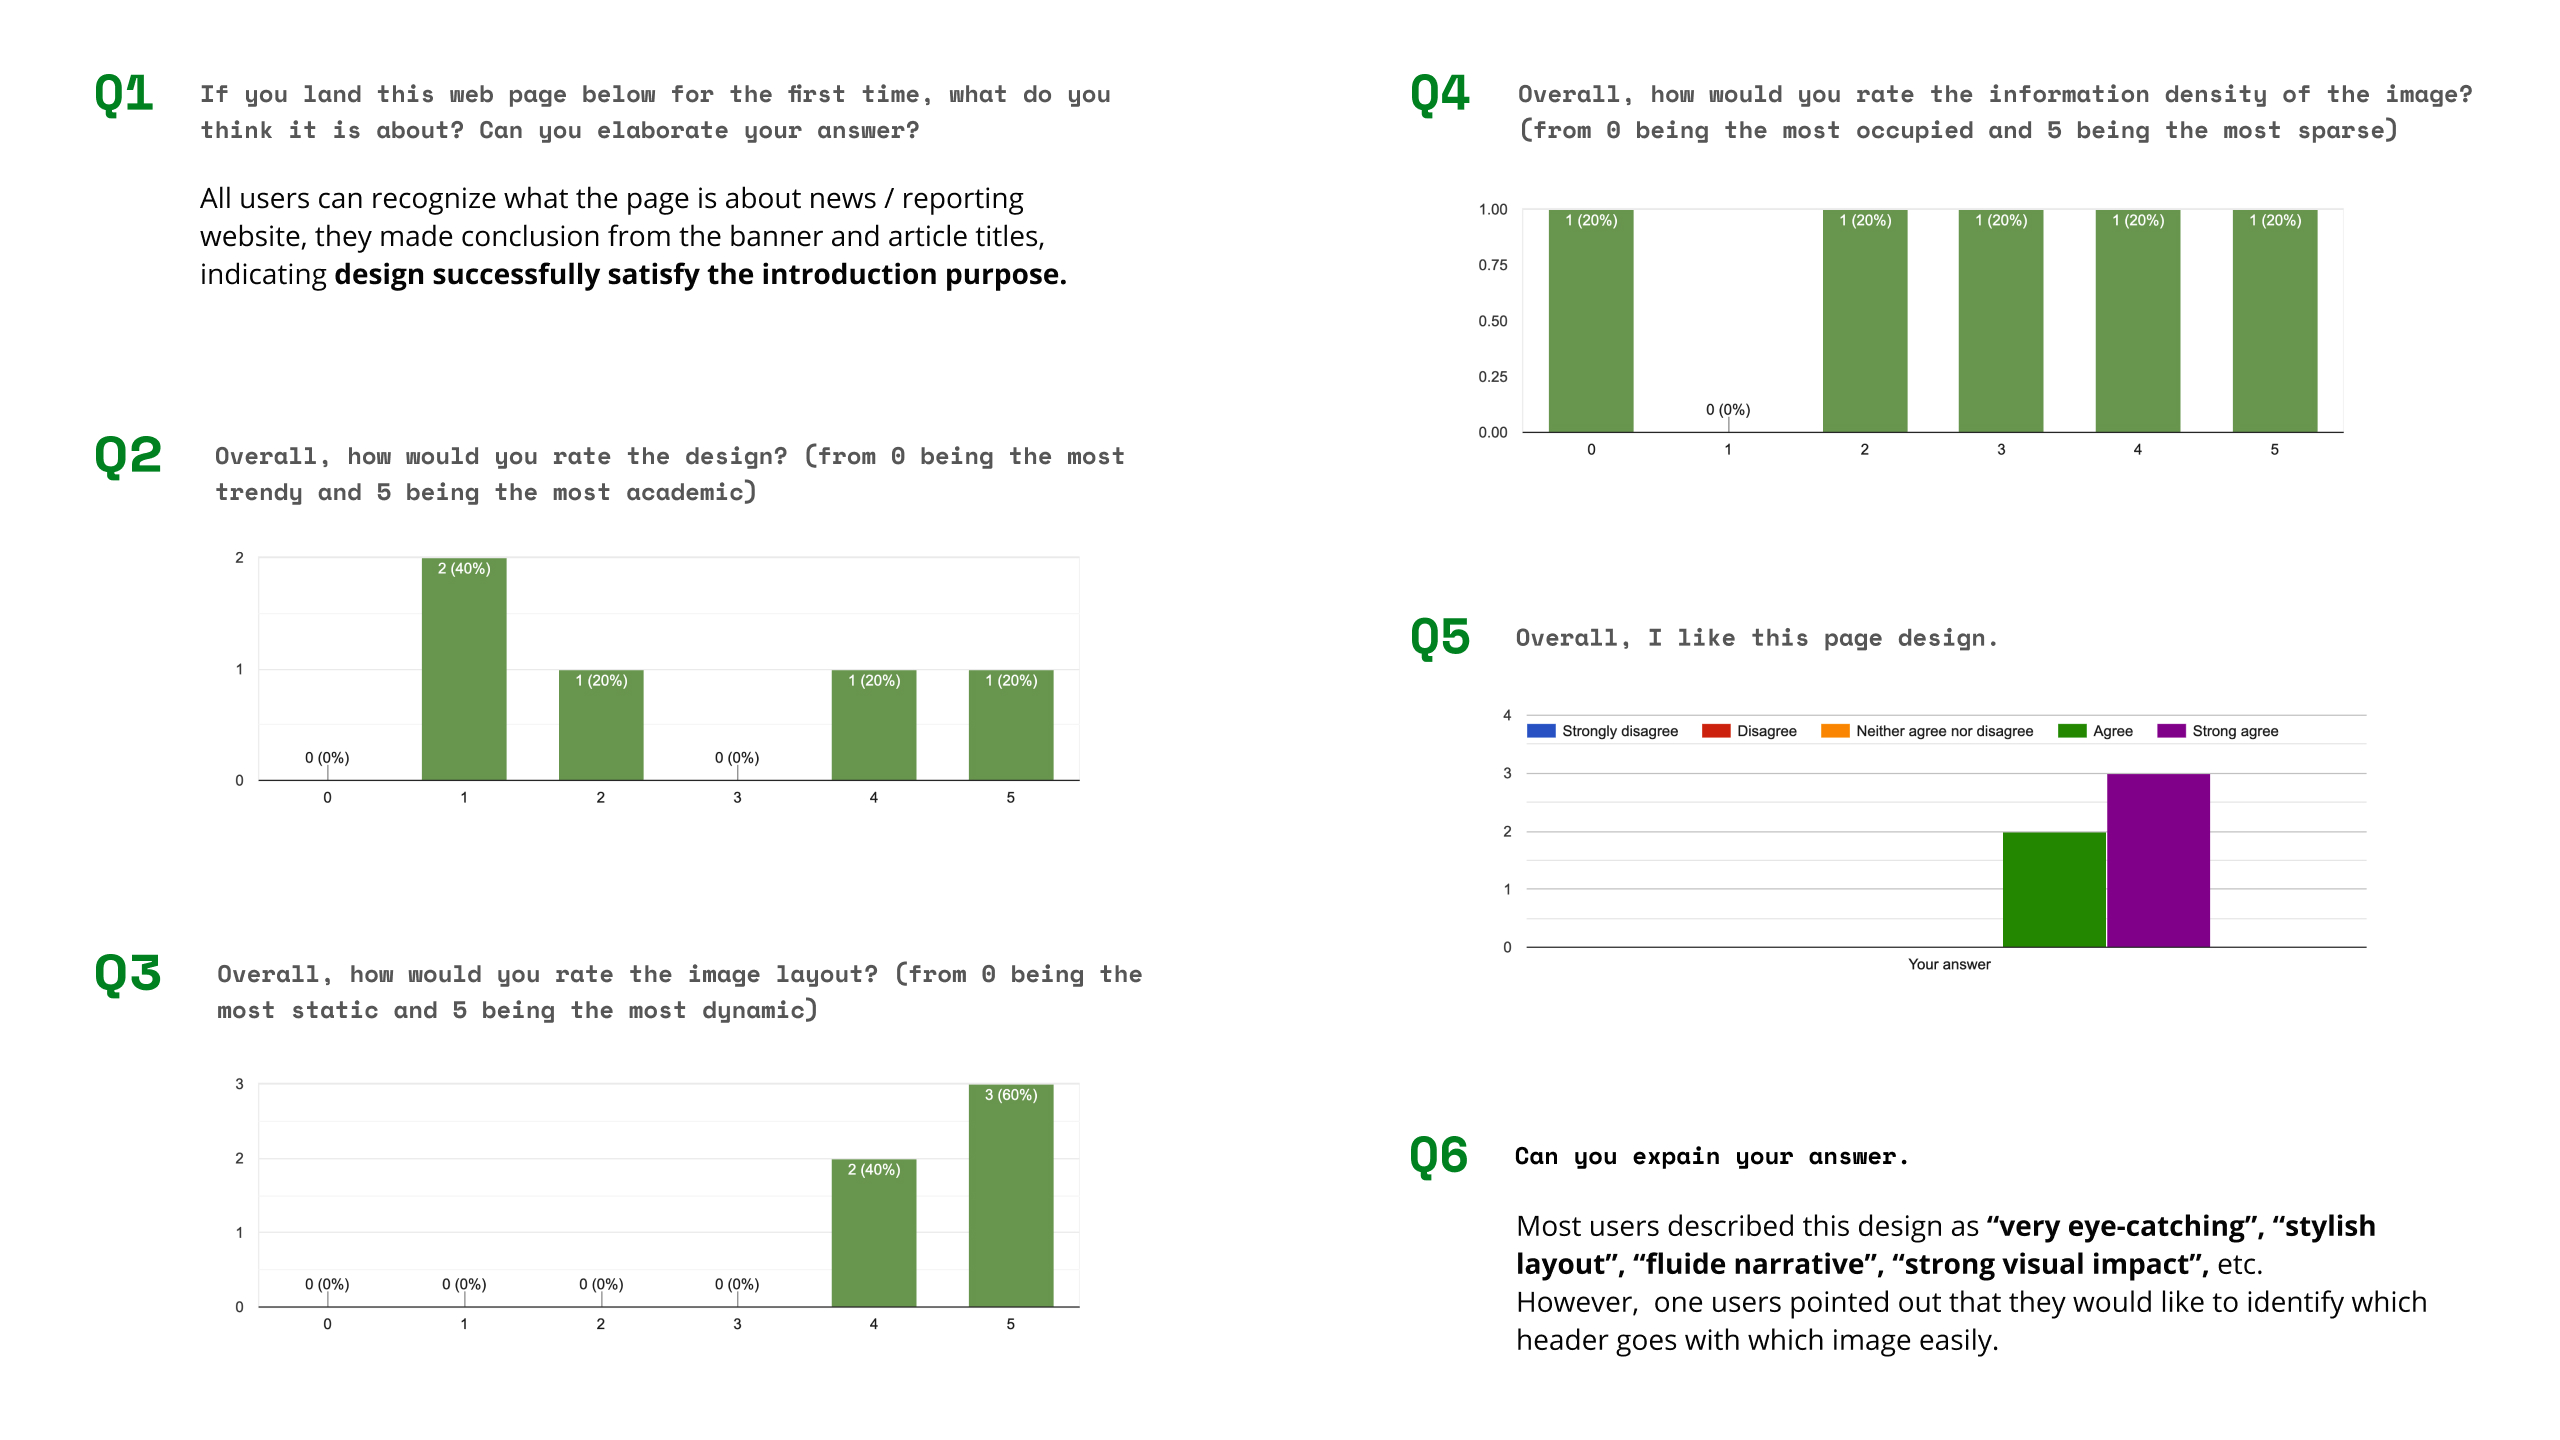 Q1
If you land this web page below for the first time, what do you
think it is about? Can you elaborate your answer?
All users can recognize what the page is about news / reporting
website, they made conclusion from the banner and article titles,
indicating design successfully satisfy the introduction purpose.
Q2
Overall, how would you rate the design? (from 0 being the most
trendy and 5 being the most academic)
2
1
0
0 (0%)
2 (40%)
1 (20%)
0 (0%)
1 (20%)
1 (20%)
0 1 2 3 4 5
Q3
Overall, how would you rate the image layout? (from 0 being the
most static and 5 being the most dynamic)
3
2
1
0
0 (0%)
0 (0%)
0 (0%)
0 (0%)
2 (40%)
3 (60%)
0 1 2 3 4 5
Q4
Overall, how would you rate the information density of the image?
(from 0 being the most occupied and 5 being the most sparse)
1.00
0.75
0.50
0.25
0.00
1 (20%)
0 (0%)
1 (20%)
1 (20%)
1 (20%)
1 (20%)
0 1 2 3 4 5
Q5
Overall, I like this page design.
4
3
2
1
0
Strongly disagree Disagree Neither agree nor disagree Agree Strong agree
Your answer
Q6
Can you expain your answer.
Most users described this design as “very eye-catching”, “stylish
layout”, “fluide narrative”, “strong visual impact”, etc.
However,  one users pointed out that they would like to identify which
header goes with which image easily.